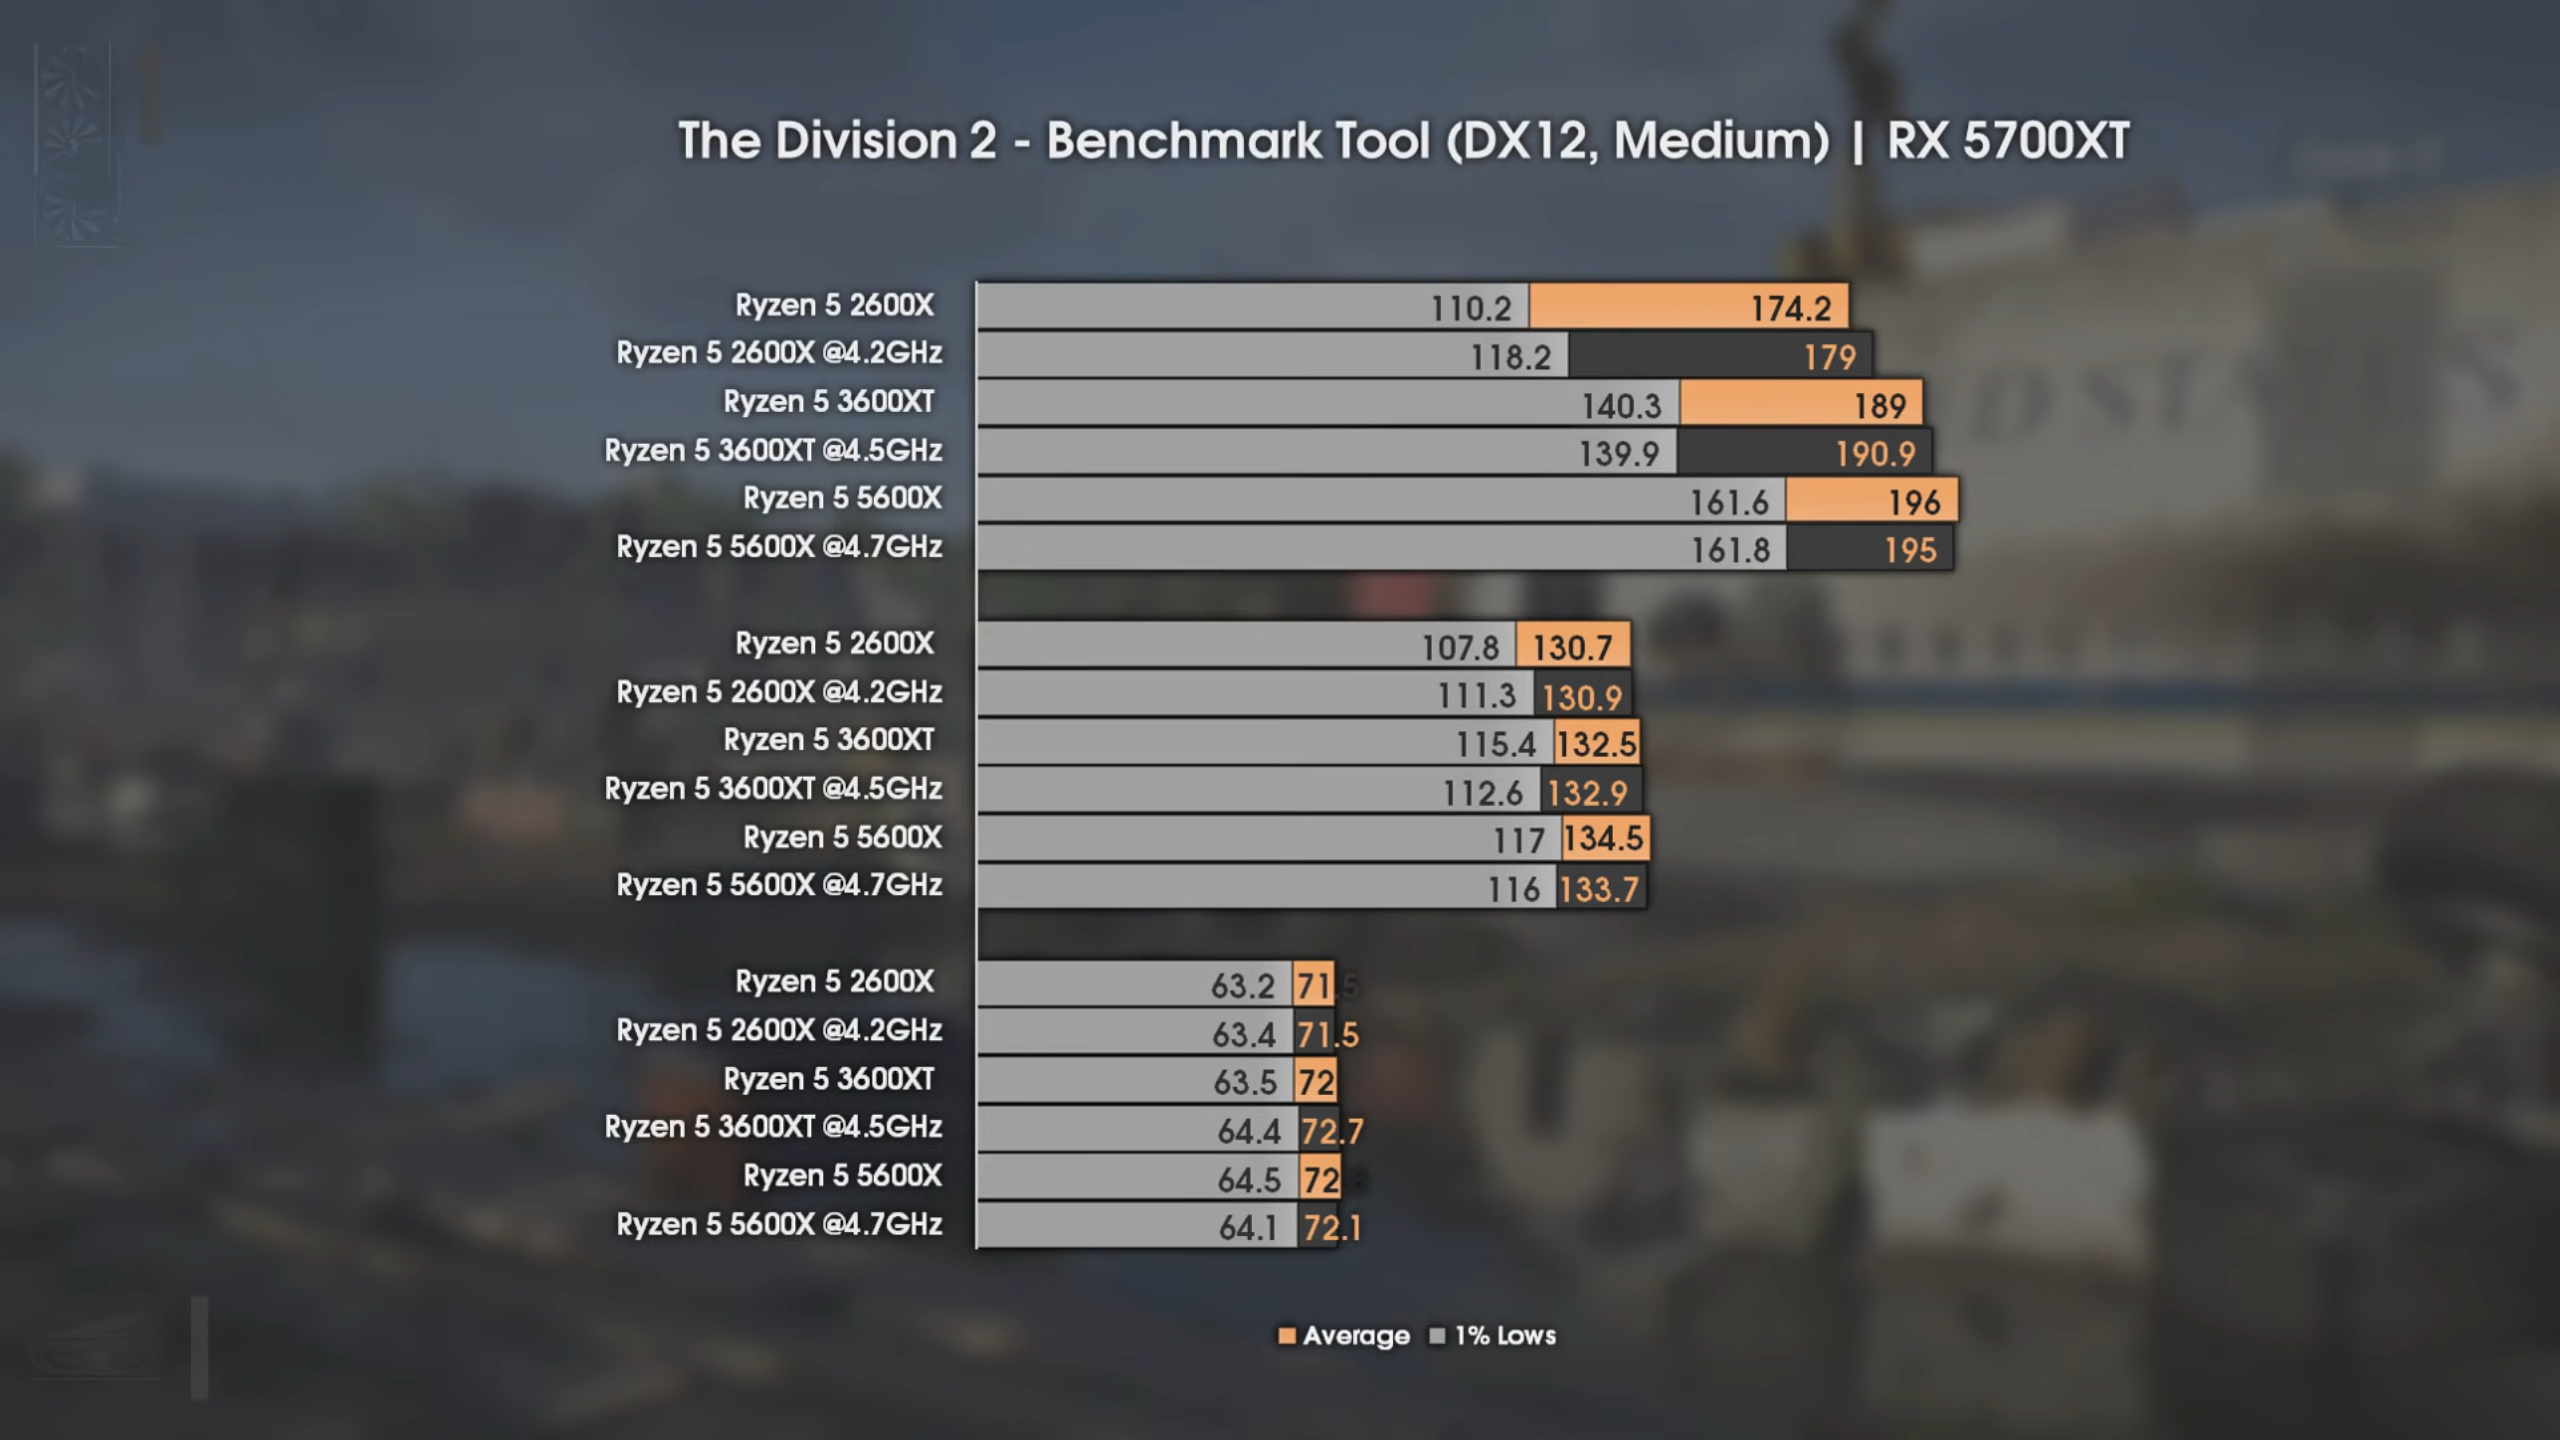 The Division 2 - Benchmark Tool (DX12, Medium) | RX 5700XT
Ryzen 5 2600X 110.2 174.2
Ryzen 5 2600X @4.2GHz 118.2 179
Ryzen 5 3600XT 140.3 189
Ryzen 5 3600XT @4.5GHz 139.9 190.9
Ryzen 5 5600X 161.6 196
Ryzen 5 5600X @4.7GHz 161.8 195
Ryzen 5 2600X 107.8 130.7
Ryzen 5 2600X @4.2GHz 111.3 130.9
Ryzen 5 3600XT 115.4 132.5
Ryzen 5 3600XT @4.5GHz 112.6 132.9
Ryzen 5 5600X 117 134.5
Ryzen 5 5600X @4.7GHz 116 133.7
Ryzen 5 2600X 63.2 71.5
Ryzen 5 2600X @4.2GHz 63.4 71.5
Ryzen 5 3600XT 63.5 72
Ryzen 5 3600XT @4.5GHz 64.4 72.7
Ryzen 5 5600X 64.5 72
Ryzen 5 5600X @4.7GHz 64.1 72.1
Average 1% Lows